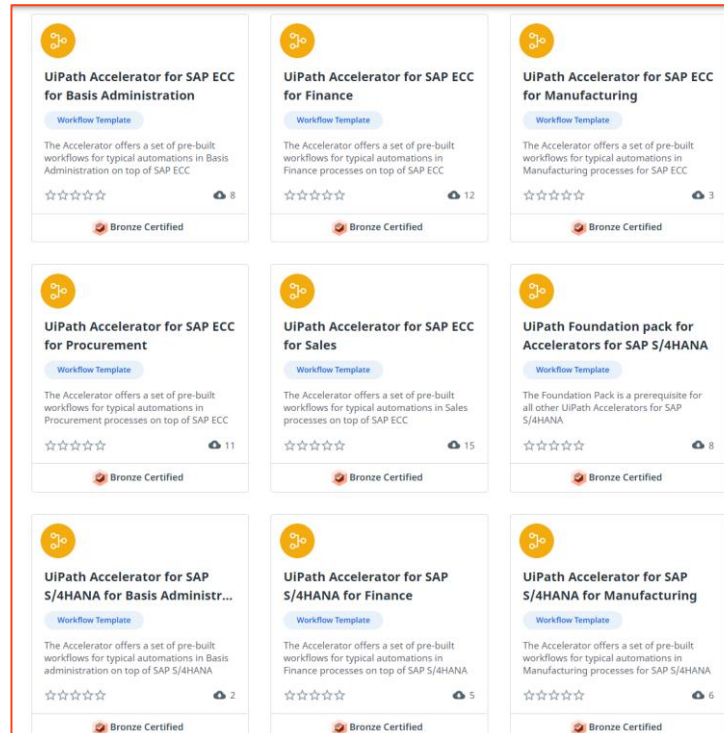 UiPath Accelerator for SAP ECC
for Basis Administration
Workflow Template
The Accelerator offers a set of pre-built
workflows for typical automations in Basis
Administration on top of SAP ECC
8
Bronze Certified
UiPath Accelerator for SAP ECC
for Finance
Workflow Template
The Accelerator offers a set of pre-built
workflows for typical automations in
Finance processes on top of SAP ECC
12
Bronze Certified
UiPath Accelerator for SAP ECC
for Manufacturing
Workflow Template
The Accelerator offers a set of pre-built
workflows for typical automations in
Manufacturing processes for SAP ECC
3
Bronze Certified
UiPath Accelerator for SAP ECC
for Procurement
Workflow Template
The Accelerator offers a set of pre-built
workflows for typical automations in
Procurement processes on top of SAP ECC
11
Bronze Certified
UiPath Accelerator for SAP ECC
for Sales
Workflow Template
The Accelerator offers a set of pre-built
workflows for typical automations in Sales
processes on top of SAP ECC
15
Bronze Certified
UiPath Foundation pack for
Accelerators for SAP S/4HANA
Workflow Template
The Foundation Pack is a prerequisite for
all other UiPath Accelerators for SAP
S/4HANA
8
Bronze Certified
UiPath Accelerator for SAP
S/4HANA for Basis Administr...
Workflow Template
The Accelerator offers a set of pre-built
workflows for typical automations in Basis
administration on top of SAP S/4HANA
2
Bronze Certified
UiPath Accelerator for SAP
S/4HANA for Finance
Workflow Template
The Accelerator offers a set of pre-built
workflows for typical automations in
Finance processes on top of SAP S/4HANA
5
Bronze Certified
UiPath Accelerator for SAP
S/4HANA for Manufacturing
Workflow Template
The Accelerator offers a set of pre-built
workflows for typical automations in
Manufacturing processes for SAP S/4HANA
6
Bronze Certified